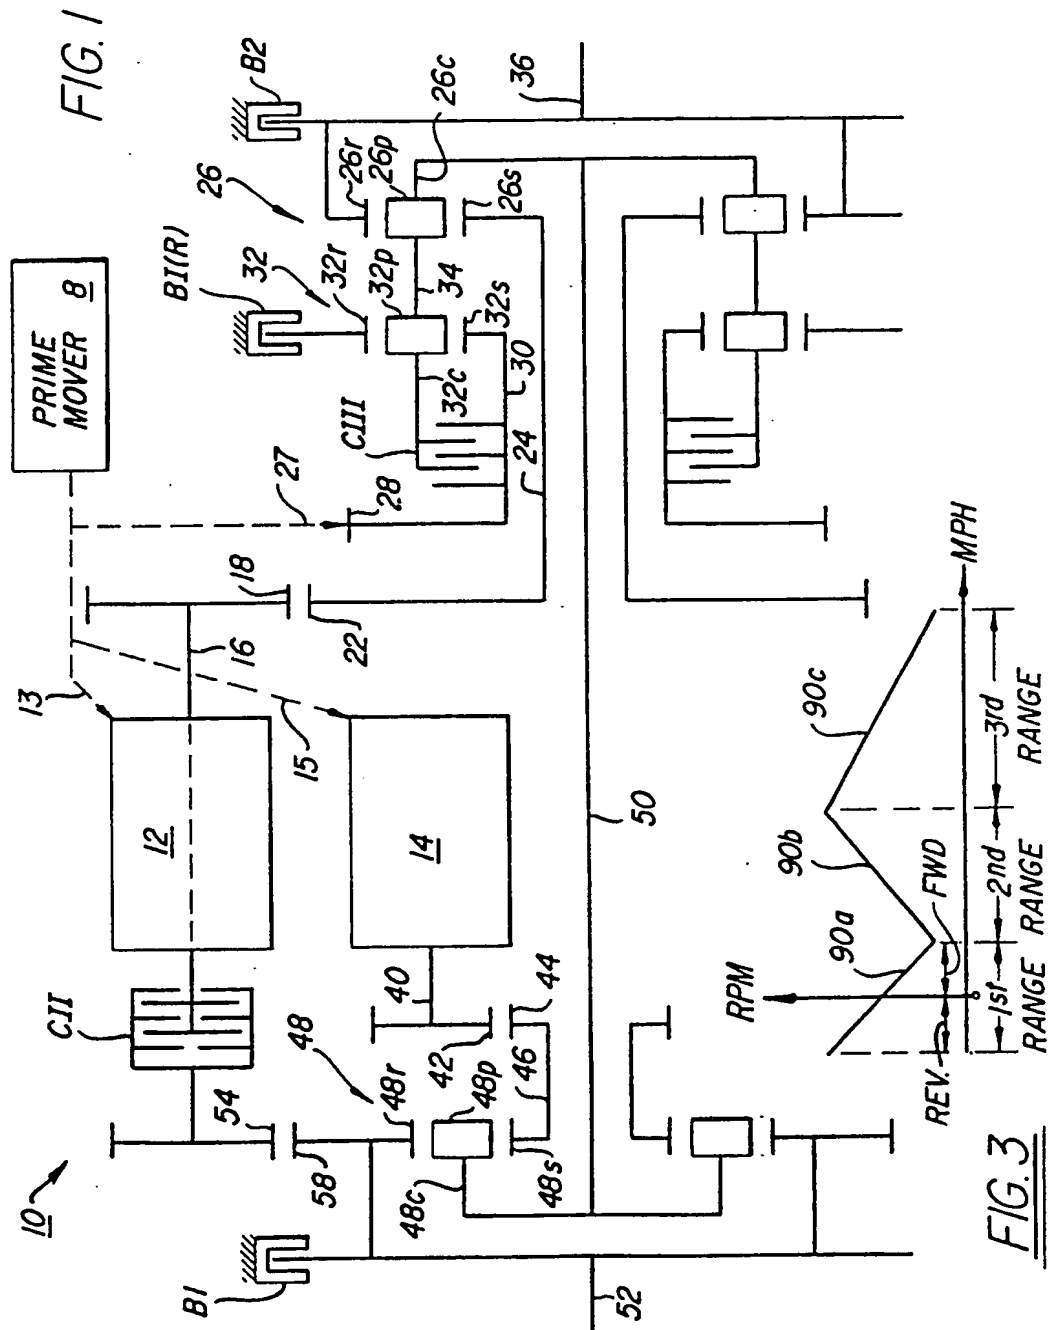 FIG. 1
10
PRIME
MOVER 8
B1
CII
13
B1(R)
26
B2
12
16
18
27
32
32r
26r
54
58
48
48r
15
22
28
CIII
32p
26p
26c
36
48c
42
48p
40
14
32c
34
48s
46
44
24
30
32s
26s
52
50
FIG. 3
RPM
90a
90b
90c
REV.
FWD
MPH
1st
RANGE
2nd
RANGE
3rd
RANGE